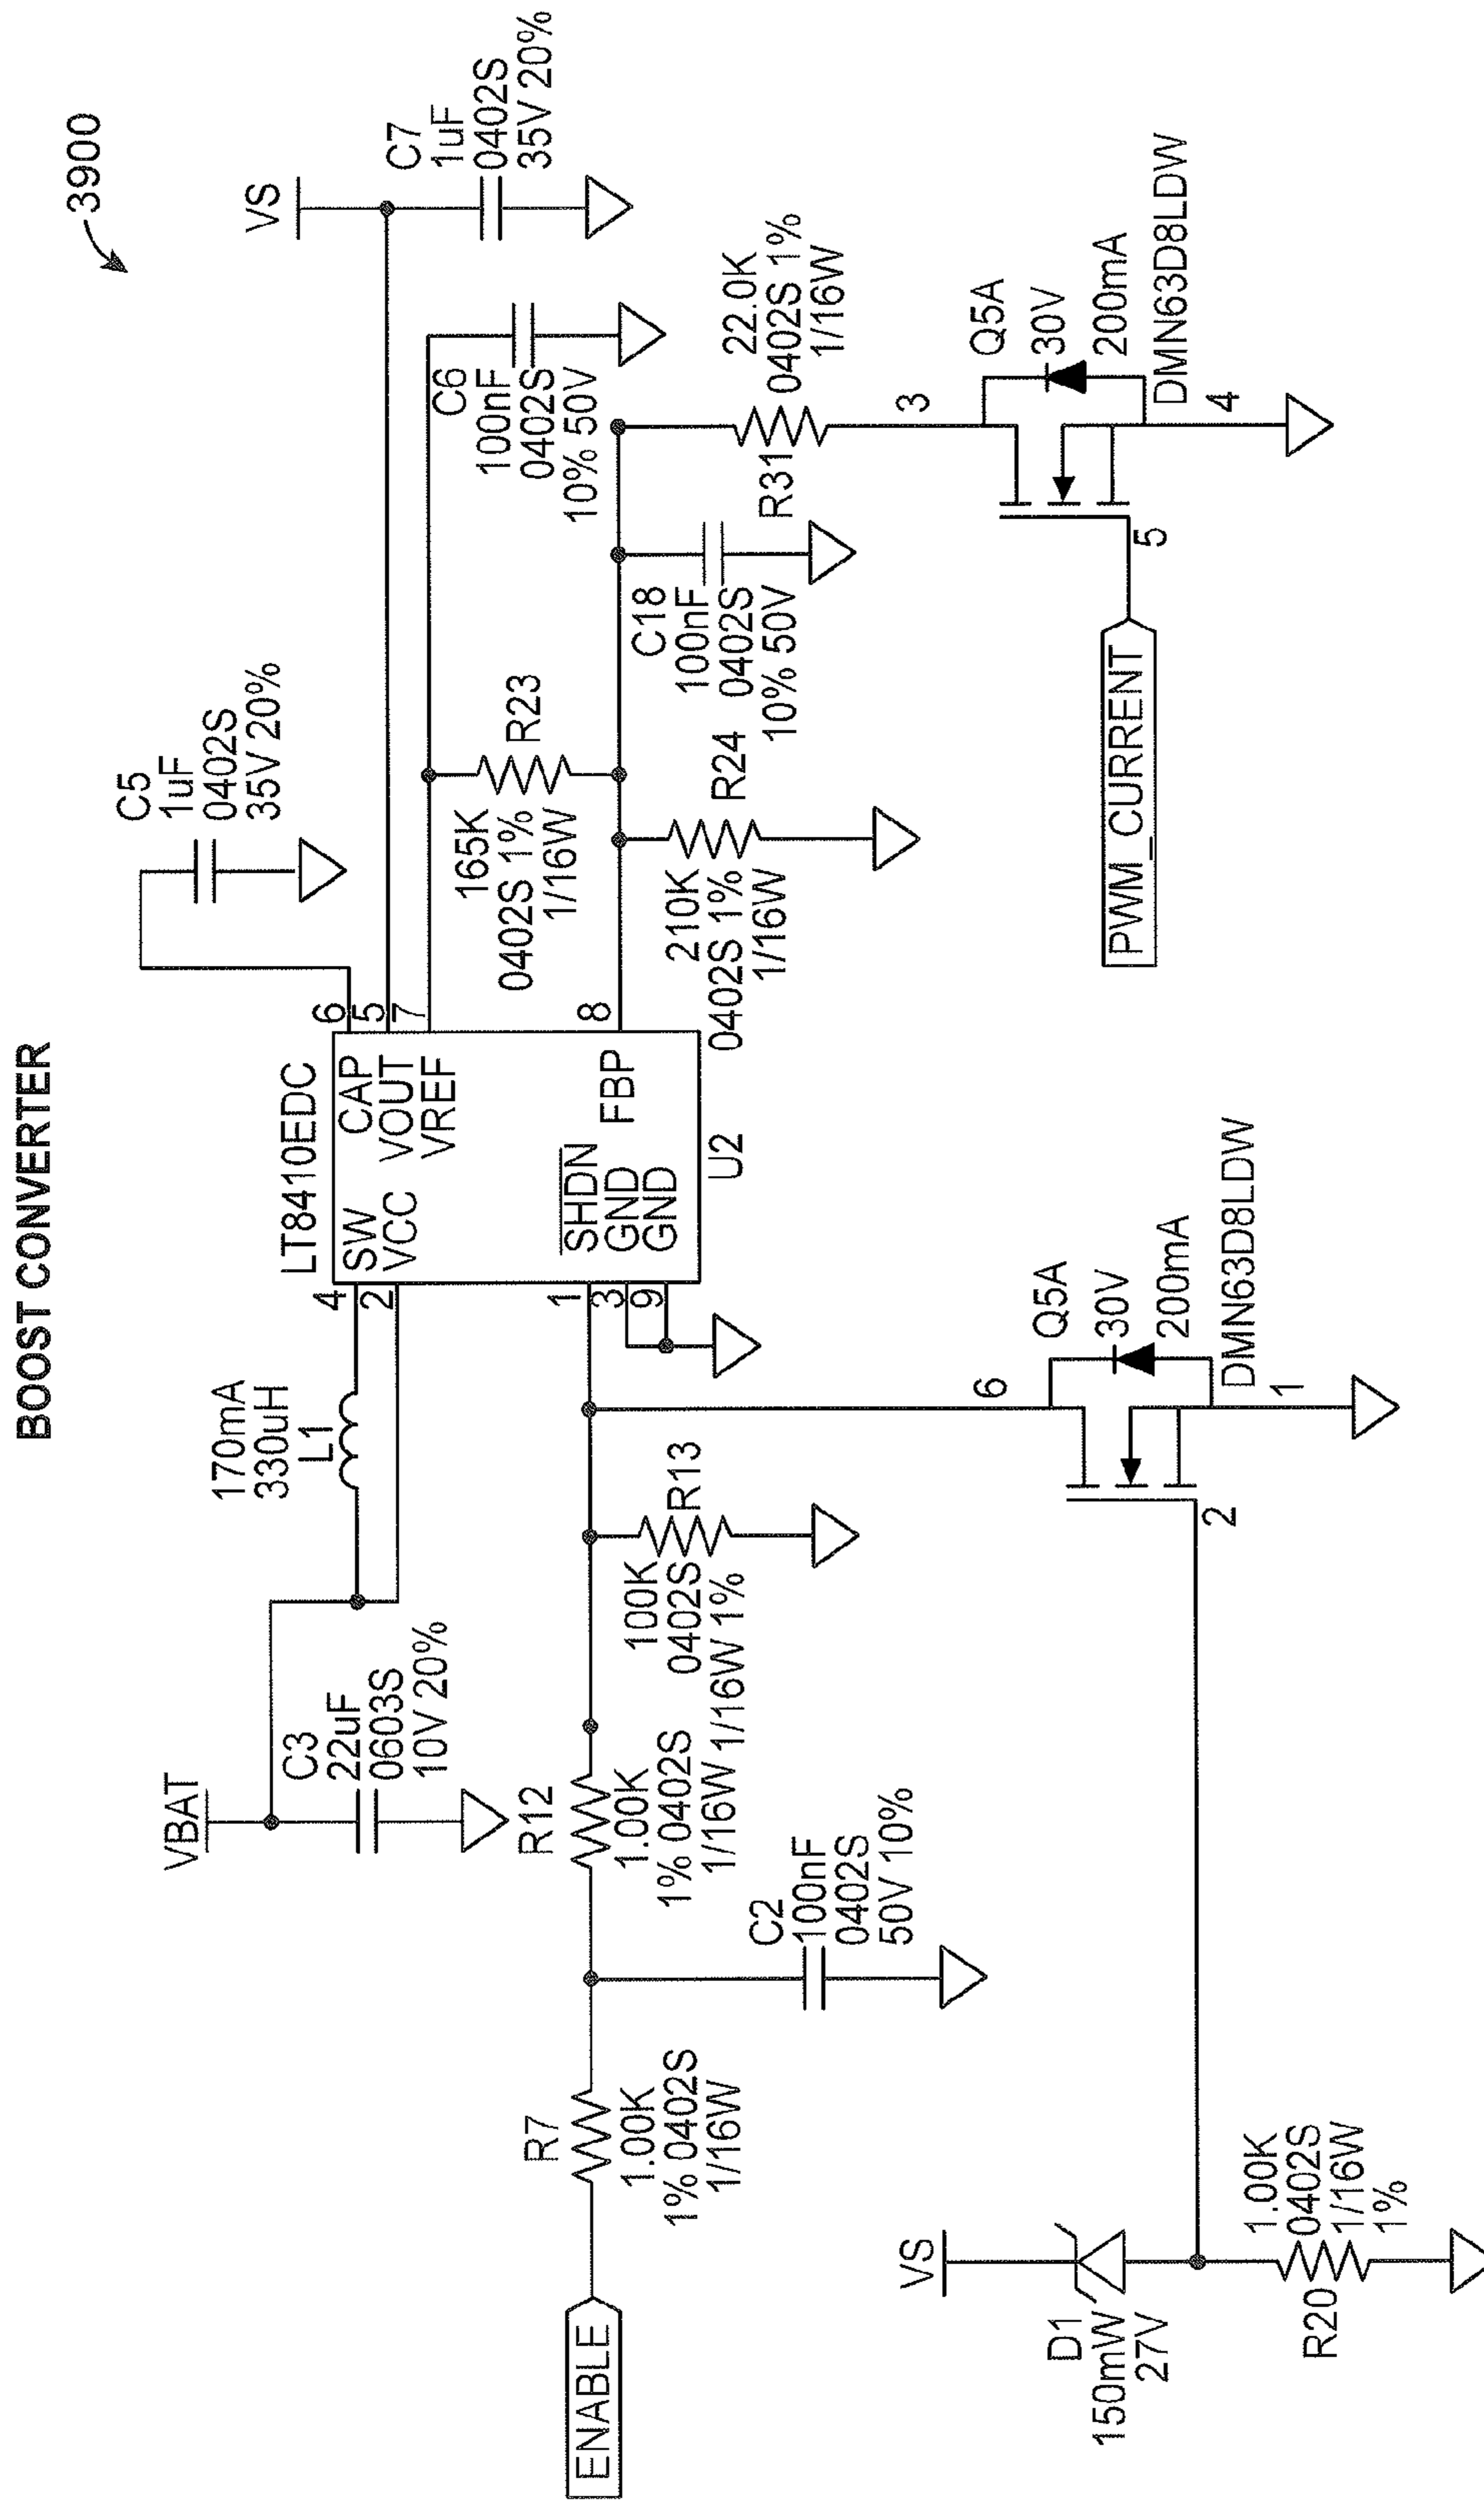 BOOST CONVERTER
3900
VBAT
C3
22uF
0603S
10V 20%
170mA
330uH
L1
LT8410EDC
4
2
1
3
9
SW
VCC
SHDN
GND
GND
CAP
VOUT
VREF
FBP
6
5
7
8
U2
C5
1uF
0402S
35V 20%
VS
C7
1uF
0402S
35V 20%
C6
100nF
0402S
10% 50V
165K
0402S 1%
1/16W
R23
210K
0402S 1%
1/16W
R24
C18
100nF
0402S
10% 50V
22.0K
0402S 1%
1/16W
R31
3
Q5A
30V
200mA
DMN63D8LDW
4
5
PWM_CURRENT
ENABLE
R7
1.00K
1% 0402S
1/16W
C2
100nF
0402S
50V 10%
R12
1.00K
1% 0402S
1/16W
100K
0402S
1/16W 1%
R13
6
Q5A
30V
200mA
DMN63D8LDW
1
2
VS
D1
150mW
27V
R20
1.00K
0402S
1/16W
1%